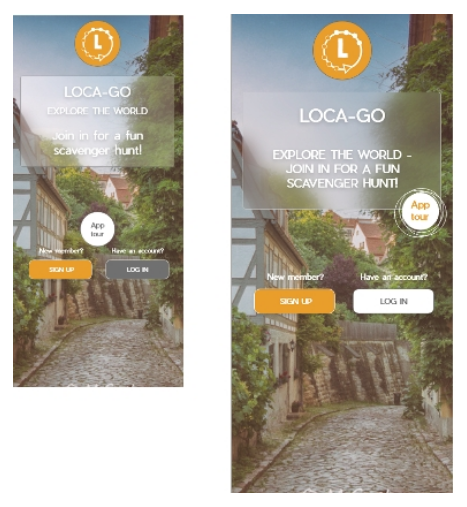 L
LOCA-GO
EXPLORE THE WORLD
Join in for a fun
scavenger hunt!
App
tour
New member?
Have an account?
SIGN UP
LOG IN
L
LOCA-GO
EXPLORE THE WORLD -
JOIN IN FOR A FUN
SCAVENGER HUNT!
App
tour
New member?
Have an account?
SIGN UP
LOG IN